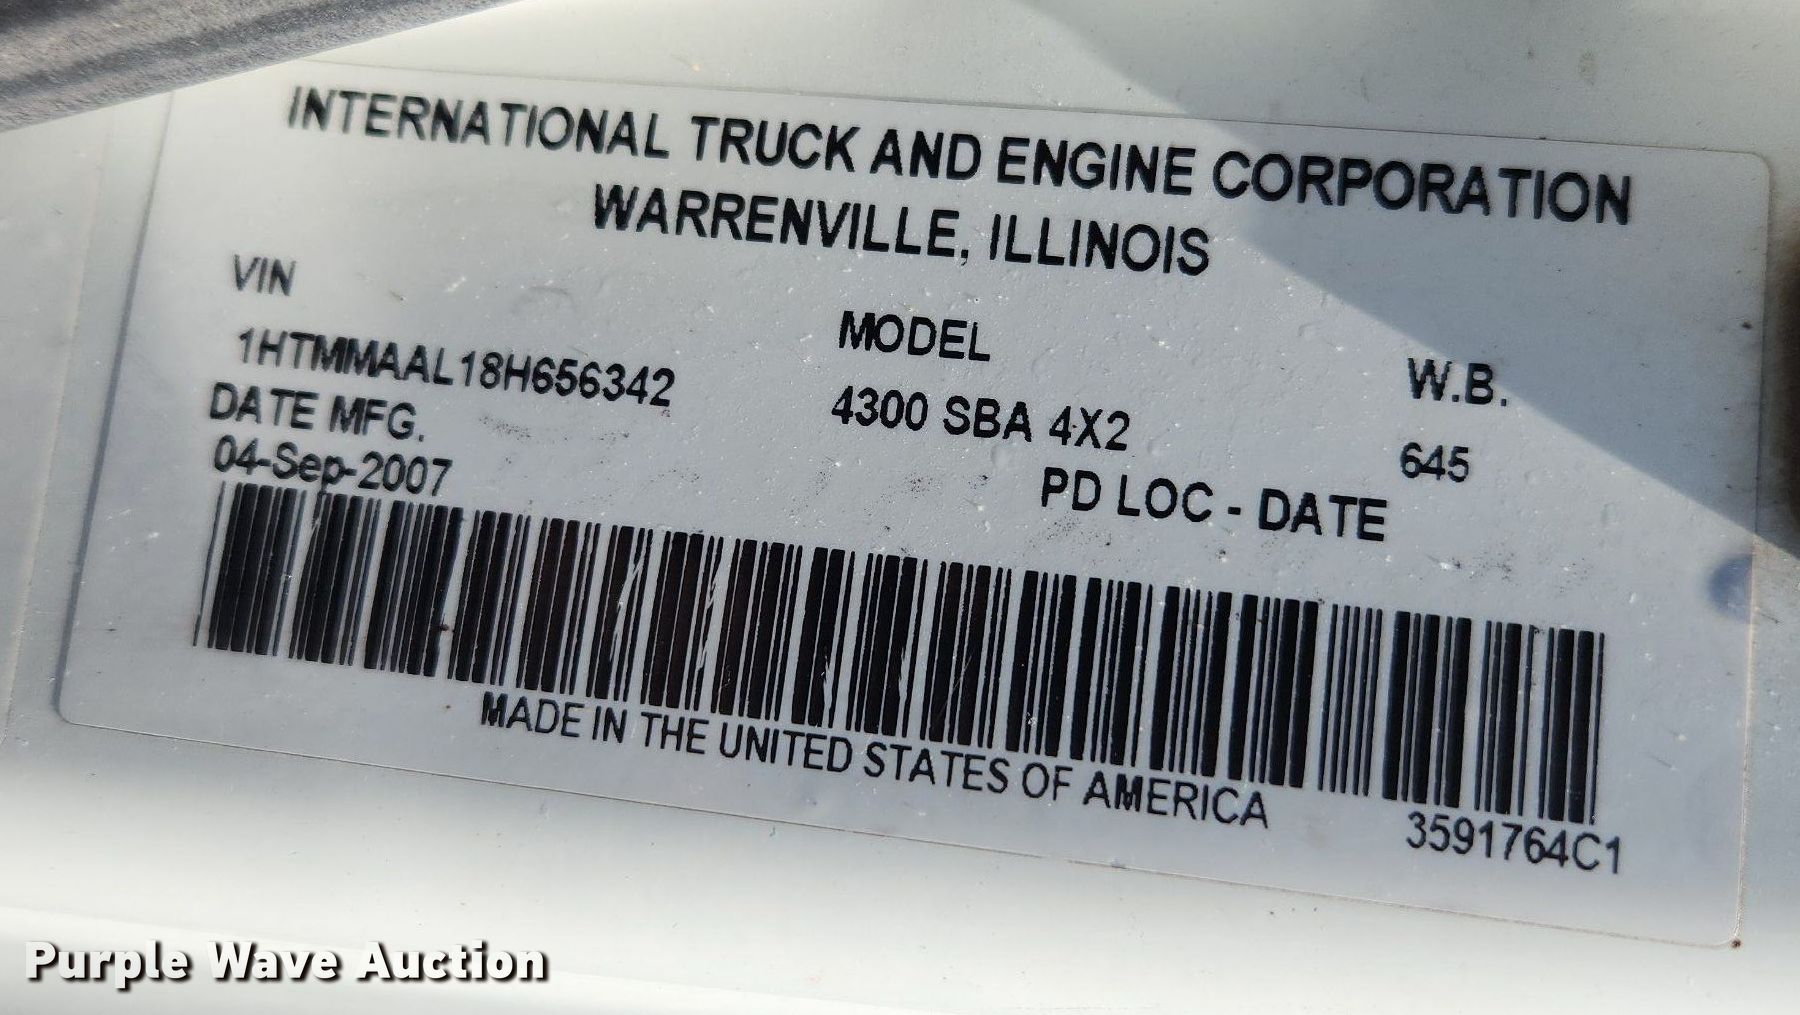 INTERNATIONAL TRUCK AND ENGINE CORPORATION
WARRENVILLE, ILLINOIS
VIN MODEL W.B.
1HTMMAAL18H656342 4300 SBA 4X2 645
DATE MFG. PD LOC - DATE
04-Sep-2007
MADE IN THE UNITED STATES OF AMERICA
3591764C1
Purple Wave Auction